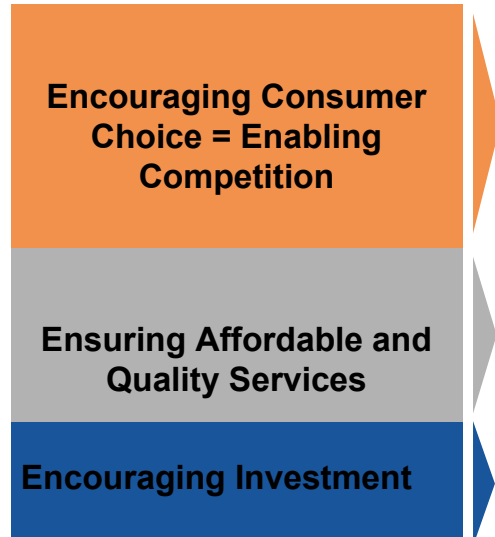 Encouraging Consumer
Choice = Enabling
Competition
Ensuring Affordable and
Quality Services
Encouraging Investment